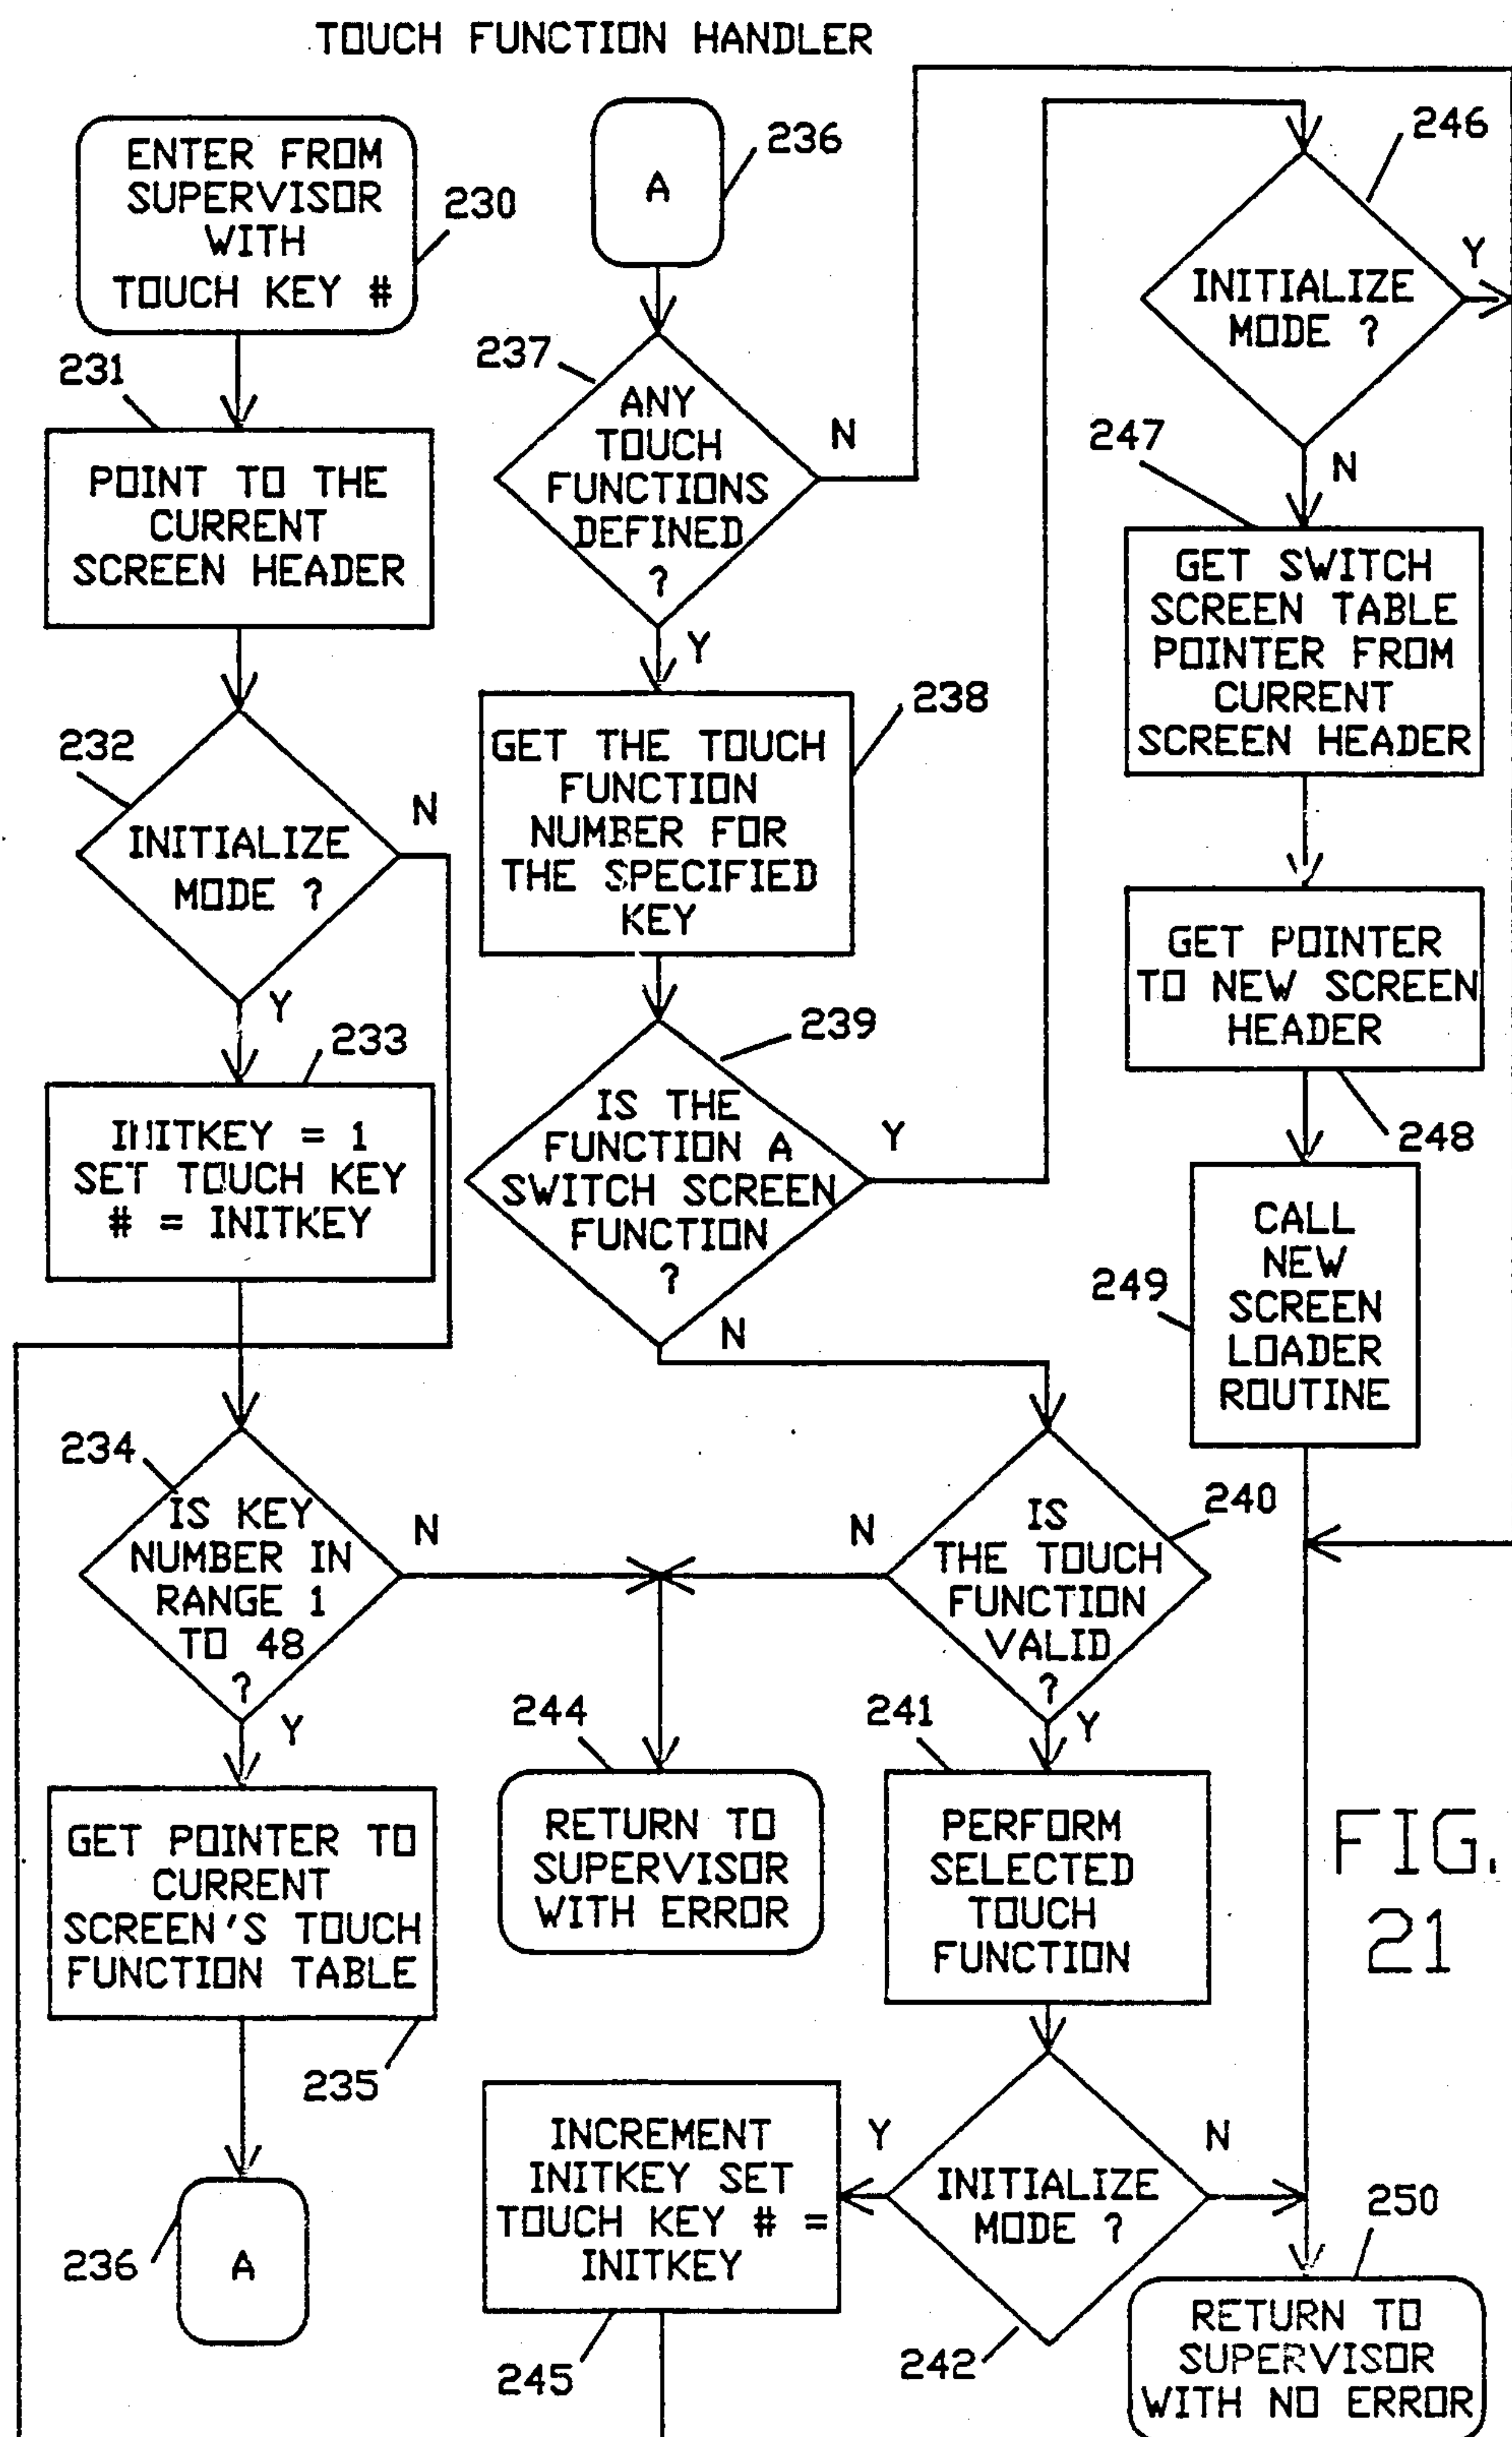 TOUCH FUNCTION HANDLER
ENTER FROM
SUPERVISOR
WITH
TOUCH KEY #
230
231
POINT TO THE
CURRENT
SCREEN HEADER
232
INITIALIZE
MODE ?
N
Y
233
INITKEY = 1
SET TOUCH KEY
# = INITKEY
234
IS KEY
NUMBER IN
RANGE 1
TO 48
?
N
Y
GET POINTER TO
CURRENT
SCREEN'S TOUCH
FUNCTION TABLE
235
236
A
A
236
237
ANY
TOUCH
FUNCTIONS
DEFINED
?
N
Y
238
GET THE TOUCH
FUNCTION
NUMBER FOR
THE SPECIFIED
KEY
239
IS THE
FUNCTION A
SWITCH SCREEN
FUNCTION
?
Y
N
240
IS
THE TOUCH
FUNCTION
VALID
?
N
Y
244
RETURN TO
SUPERVISOR
WITH ERROR
241
PERFORM
SELECTED
TOUCH
FUNCTION
INITIALIZE
MODE ?
Y
N
242
INCREMENT
INITKEY SET
TOUCH KEY # =
INITKEY
245
246
INITIALIZE
MODE ?
Y
N
247
GET SWITCH
SCREEN TABLE
POINTER FROM
CURRENT
SCREEN HEADER
GET POINTER
TO NEW SCREEN
HEADER
248
249
CALL
NEW
SCREEN
LOADER
ROUTINE
250
RETURN TO
SUPERVISOR
WITH NO ERROR
FIG.
21